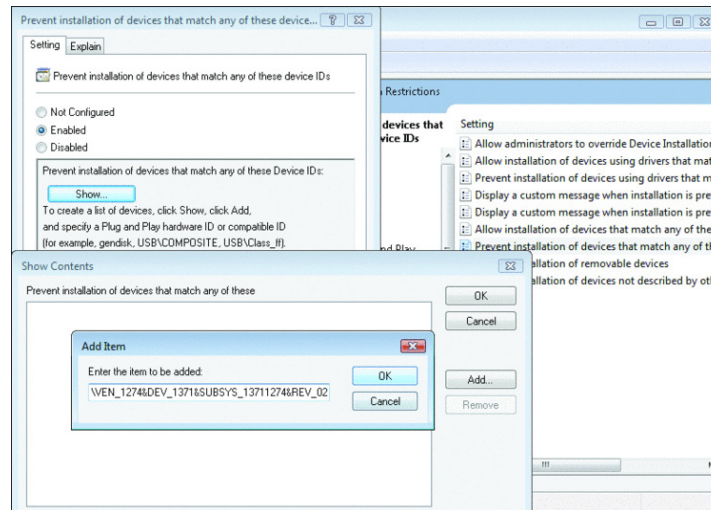 Prevent installation of devices that match any of these device...
Setting
Explain
Prevent installation of devices that match any of these device IDs
Not Configured
Enabled
Disabled
Prevent installation of devices that match any of these Device IDs:
Show...
To create a list of devices, click Show, click Add,
and specify a Plug and Play hardware ID or compatible ID
(for example, gendisk, USB\COMPOSITE, USB\Class_ff).
Restrictions
devices that
vice IDs
nd Play
Setting
Allow administrators to override Device Installation
Allow installation of devices using drivers that mat
Prevent installation of devices using drivers that m
Display a custom message when installation is pre
Display a custom message when installation is pre
Allow installation of devices that match any of the
Prevent installation of devices that match any of t
allation of removable devices
allation of devices not described by oth
Show Contents
Prevent installation of devices that match any of these
OK
Cancel
Add...
Remove
Add Item
Enter the item to be added:
\VEN_1274&DEV_1371&SUBSYS_13711274&REV_02
OK
Cancel